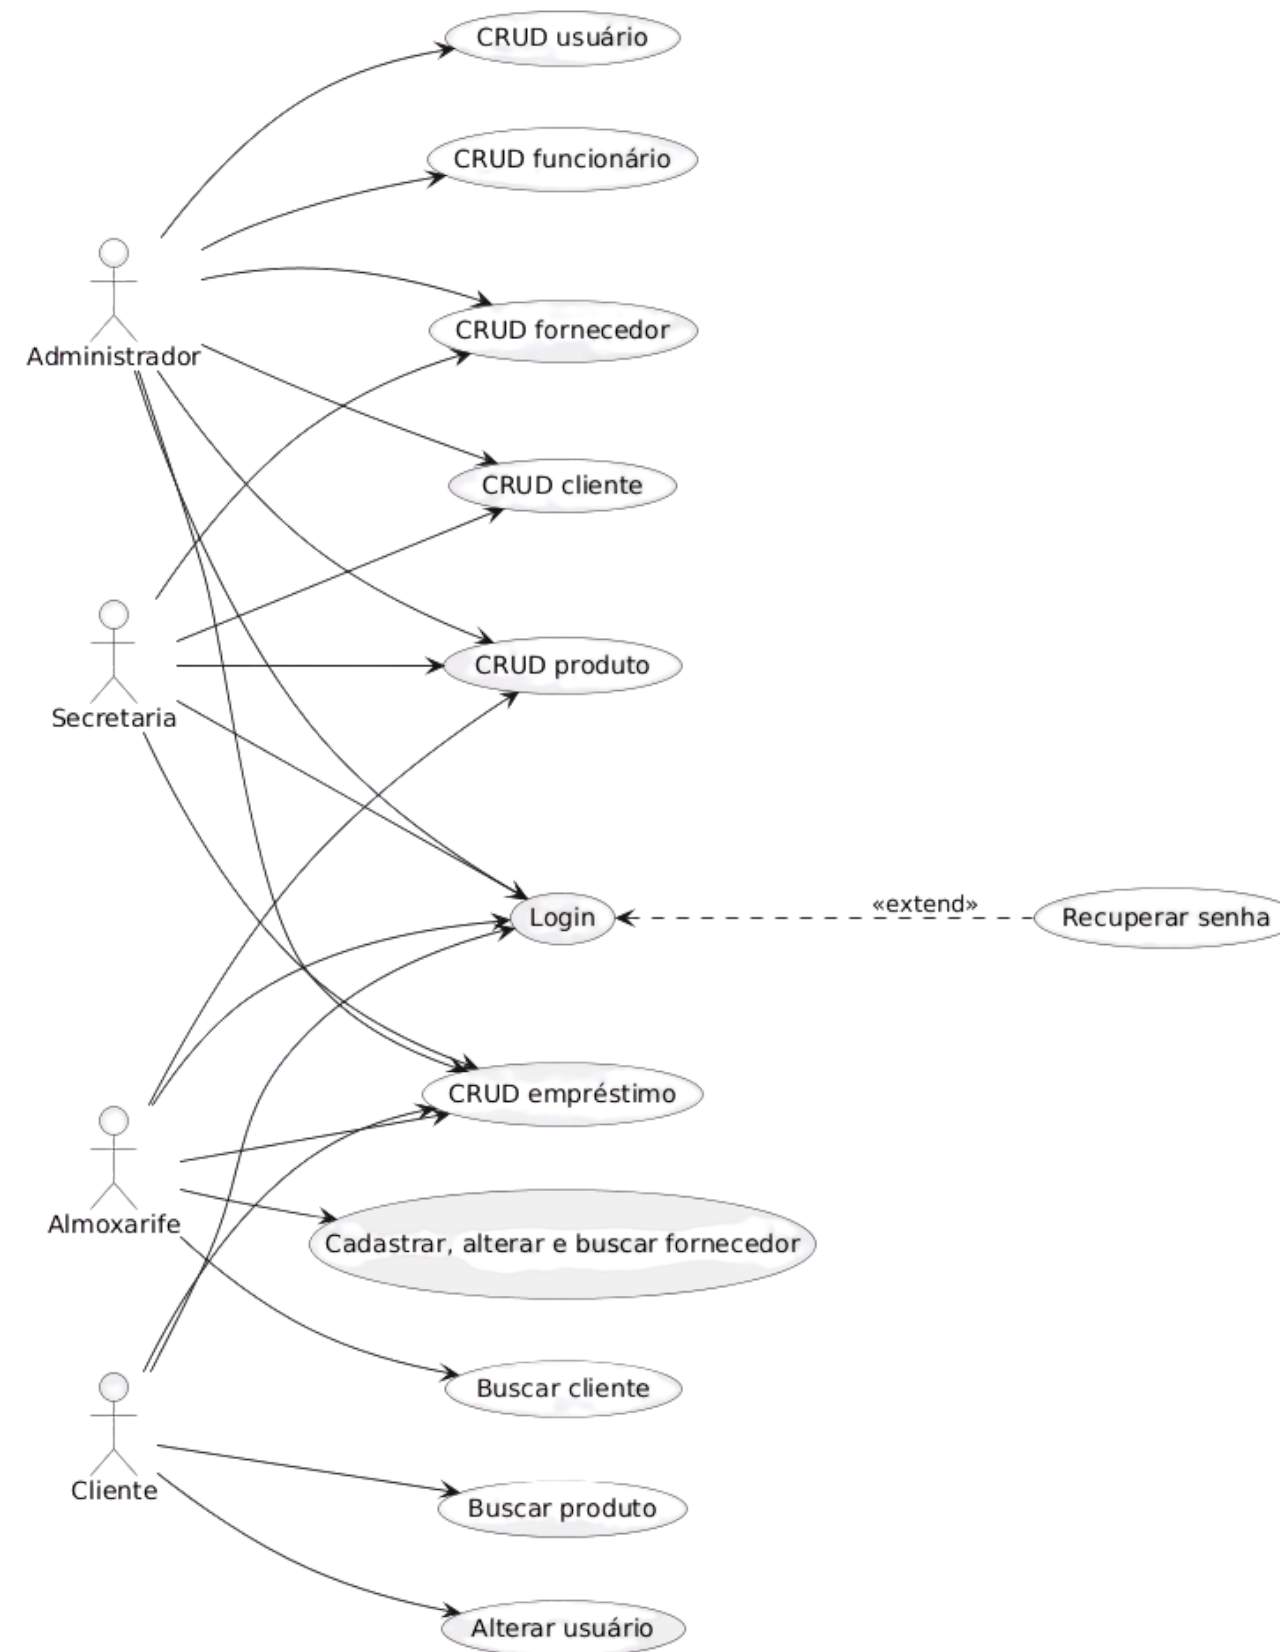 CRUD usuário
CRUD funcionário
CRUD fornecedor
Administrador
CRUD cliente
CRUD produto
Secretaria
Login
«extend»
Recuperar senha
CRUD empréstimo
Almoxarife
Cadastrar, alterar e buscar fornecedor
Buscar cliente
Cliente
Buscar produto
Alterar usuário